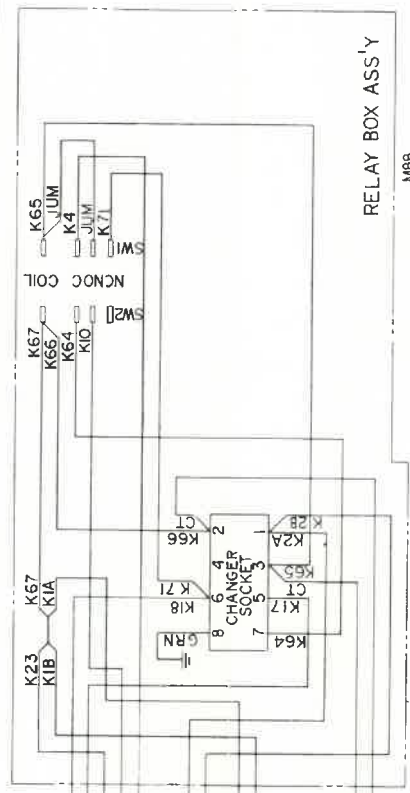 RELAY BOX ASS'Y
M88
K65
JUM
K4
JUM
K71
COIL NCNOC
SW1
SW2
K67
K66
K64
K10
K67
K1A
K23
K1B
CT
K66
K71
K18
GRN
2
4
6
8
CHANGER
SOCKET
1
3
5
7
K2B
K2A
K65
CT
K17
K64